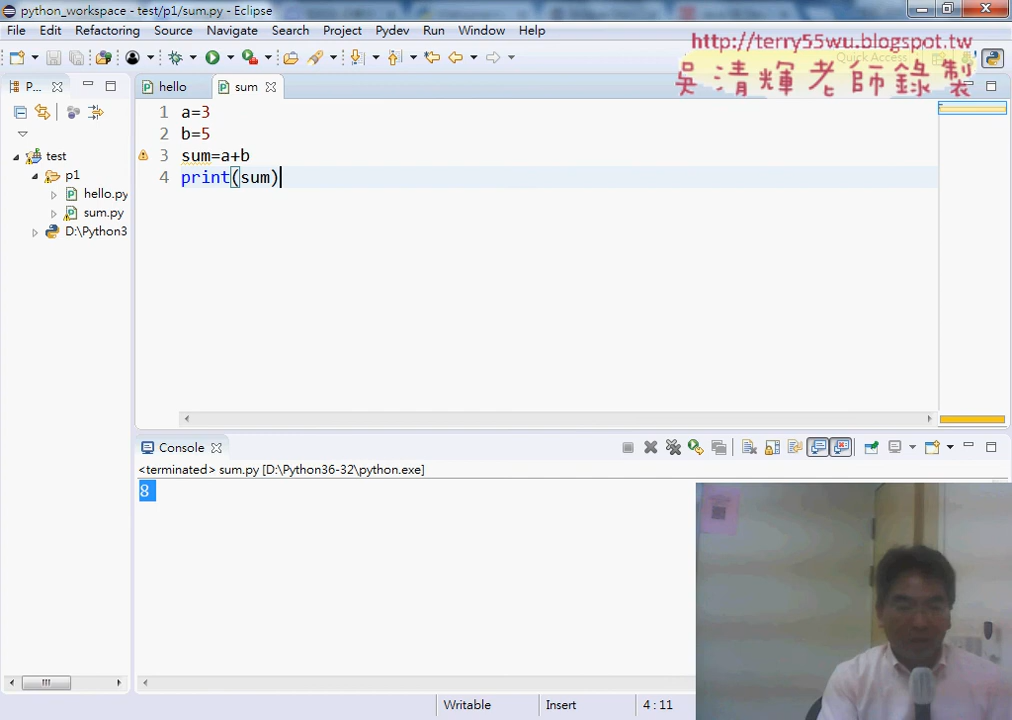 python_workspace - test/p1/sum.py - Eclipse
File Edit Refactoring Source Navigate Search Project Pydev Run Window Help
http://terry55wu.blogspot.tw
Quick Access
吳清輝老師錄製
P...
hello
sum
1 a=3
2 b=5
3 sum=a+b
4 print(sum)
test
p1
hello.py
sum.py
D:\Python3
Console
<terminated> sum.py [D:\Python36-32\python.exe]
8
Writable Insert 4 : 11